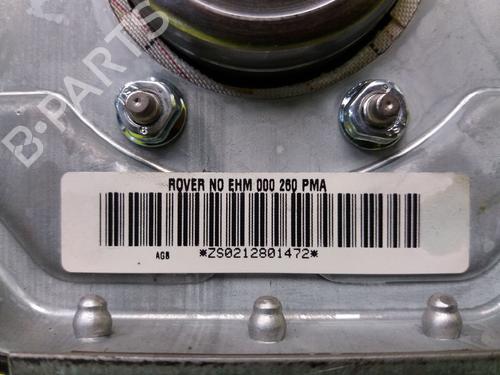 B-PARTS
ROVER NO EHM 000 260 PMA
AGB
*ZS0212801472*